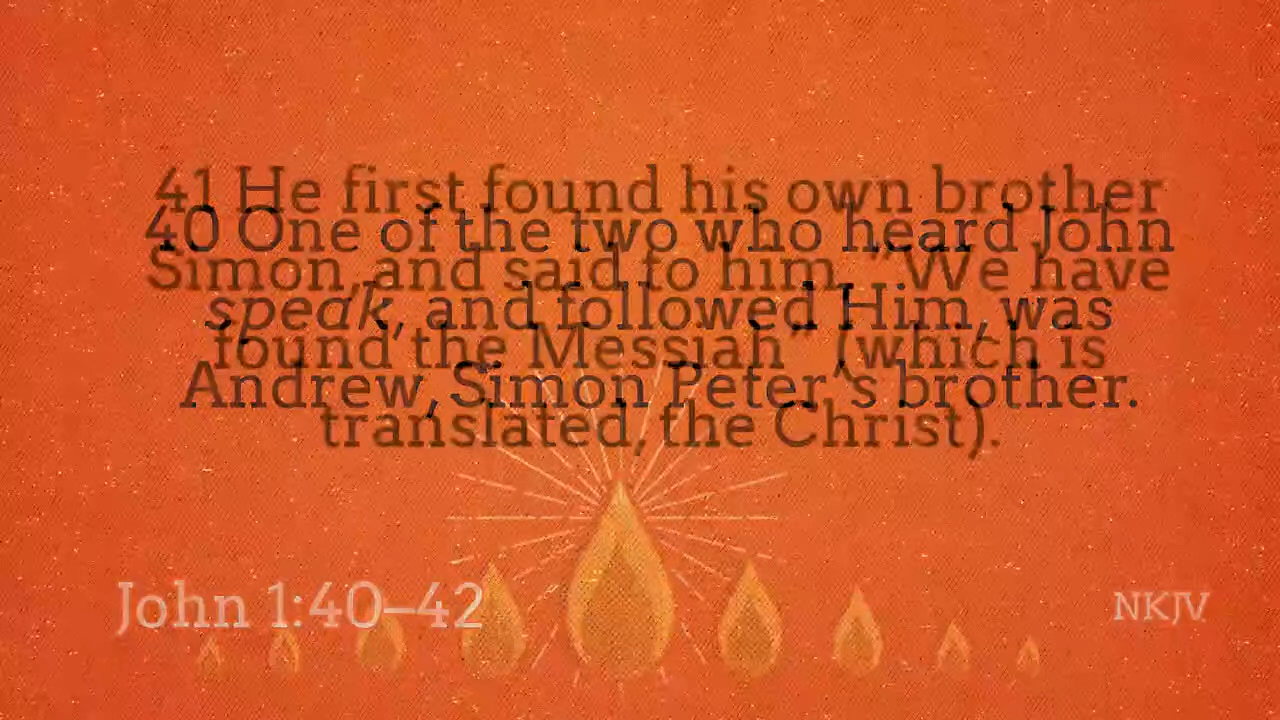 41 He first found his own brother
40 One of the two who heard John
Simon, and said to him, "We have
speak, and followed Him, was
found the Messiah" (which is
Andrew, Simon Peter's brother.
translated, the Christ).
John 1:40–42
NKJV